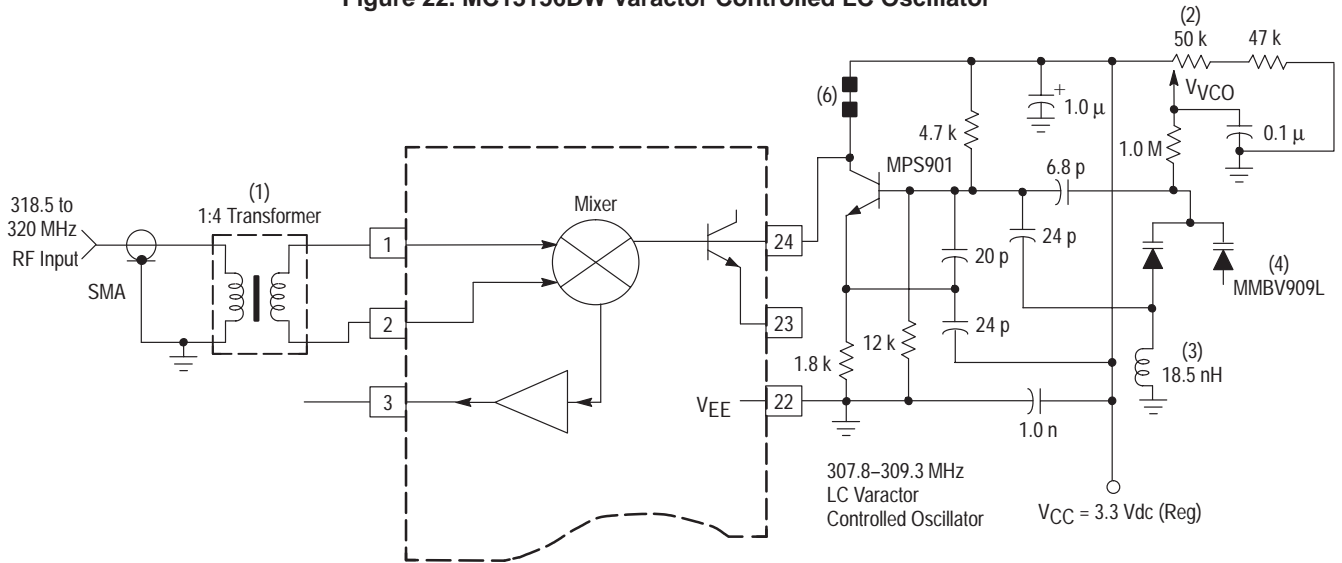 Figure 22. MC13156DW Varactor Controlled LC Oscillator
(2)
50 k
47 k
(6)
+
1.0 µ
VVCO
4.7 k
0.1 µ
1.0 M
MPS901
6.8 p
(1)
1:4 Transformer
318.5 to
320 MHz
RF Input
SMA
Mixer
1
24
24 p
20 p
(4)
MMBV909L
2
23
24 p
12 k
1.8 k
(3)
18.5 nH
3
VEE
22
1.0 n
307.8–309.3 MHz
LC Varactor
Controlled Oscillator
VCC = 3.3 Vdc (Reg)